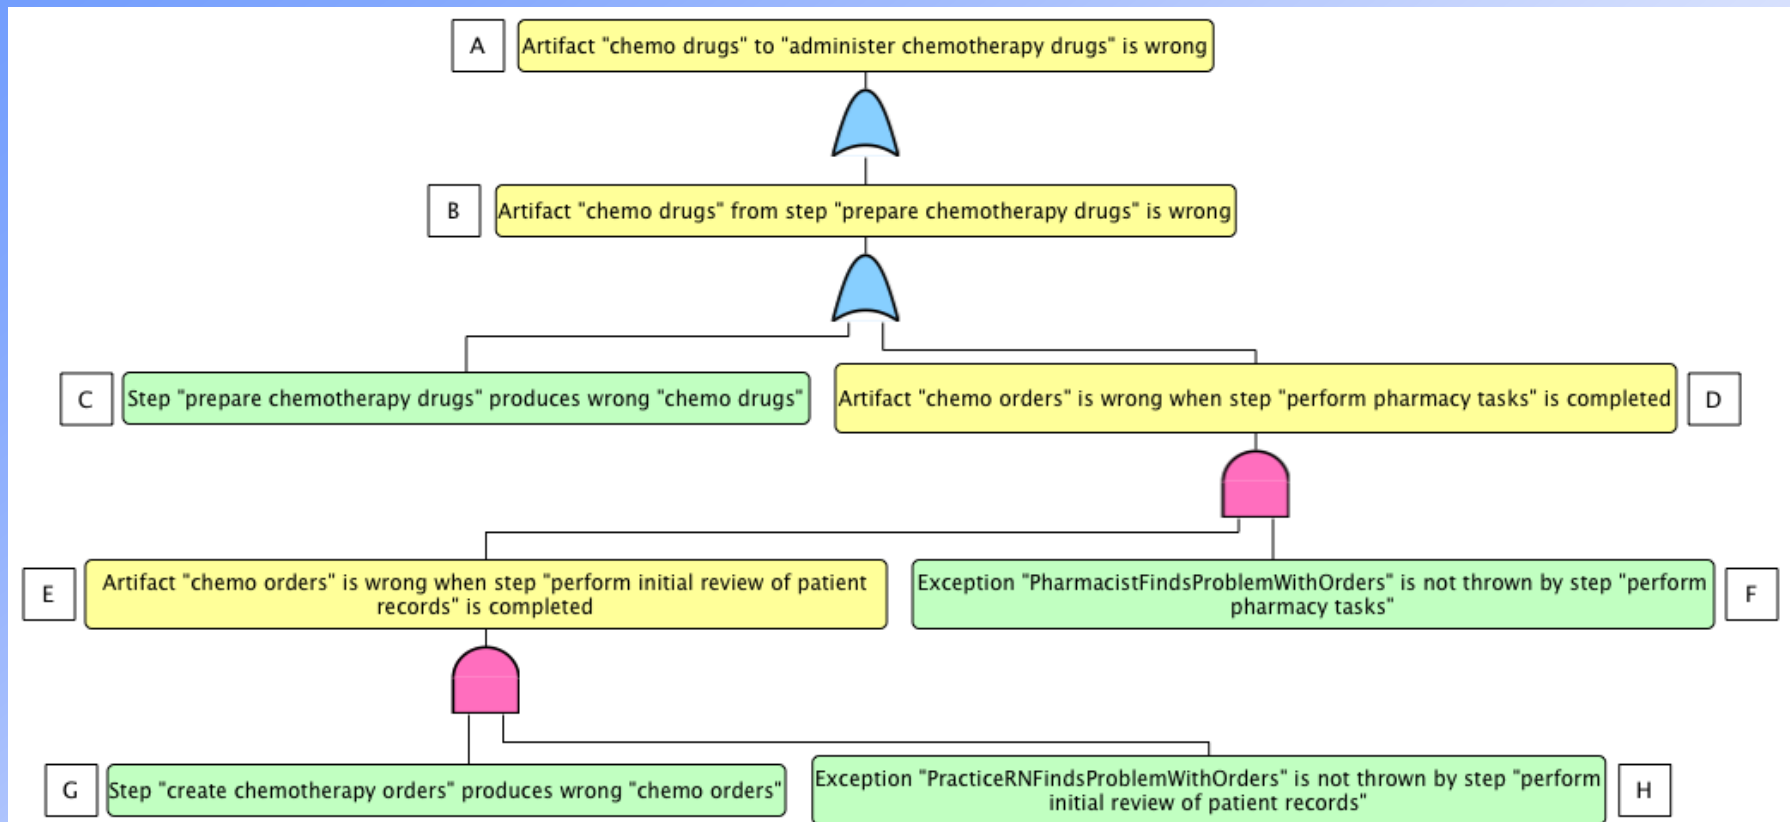 A
Artifact "chemo drugs" to "administer chemotherapy drugs" is wrong
B
Artifact "chemo drugs" from step "prepare chemotherapy drugs" is wrong
C
Step "prepare chemotherapy drugs" produces wrong "chemo drugs"
Artifact "chemo orders" is wrong when step "perform pharmacy tasks" is completed
D
E
Artifact "chemo orders" is wrong when step "perform initial review of patient
records" is completed
Exception "PharmacistFindsProblemWithOrders" is not thrown by step "perform
pharmacy tasks"
F
G
Step "create chemotherapy orders" produces wrong "chemo orders"
Exception "PracticeRNFindsProblemWithOrders" is not thrown by step "perform
initial review of patient records"
H